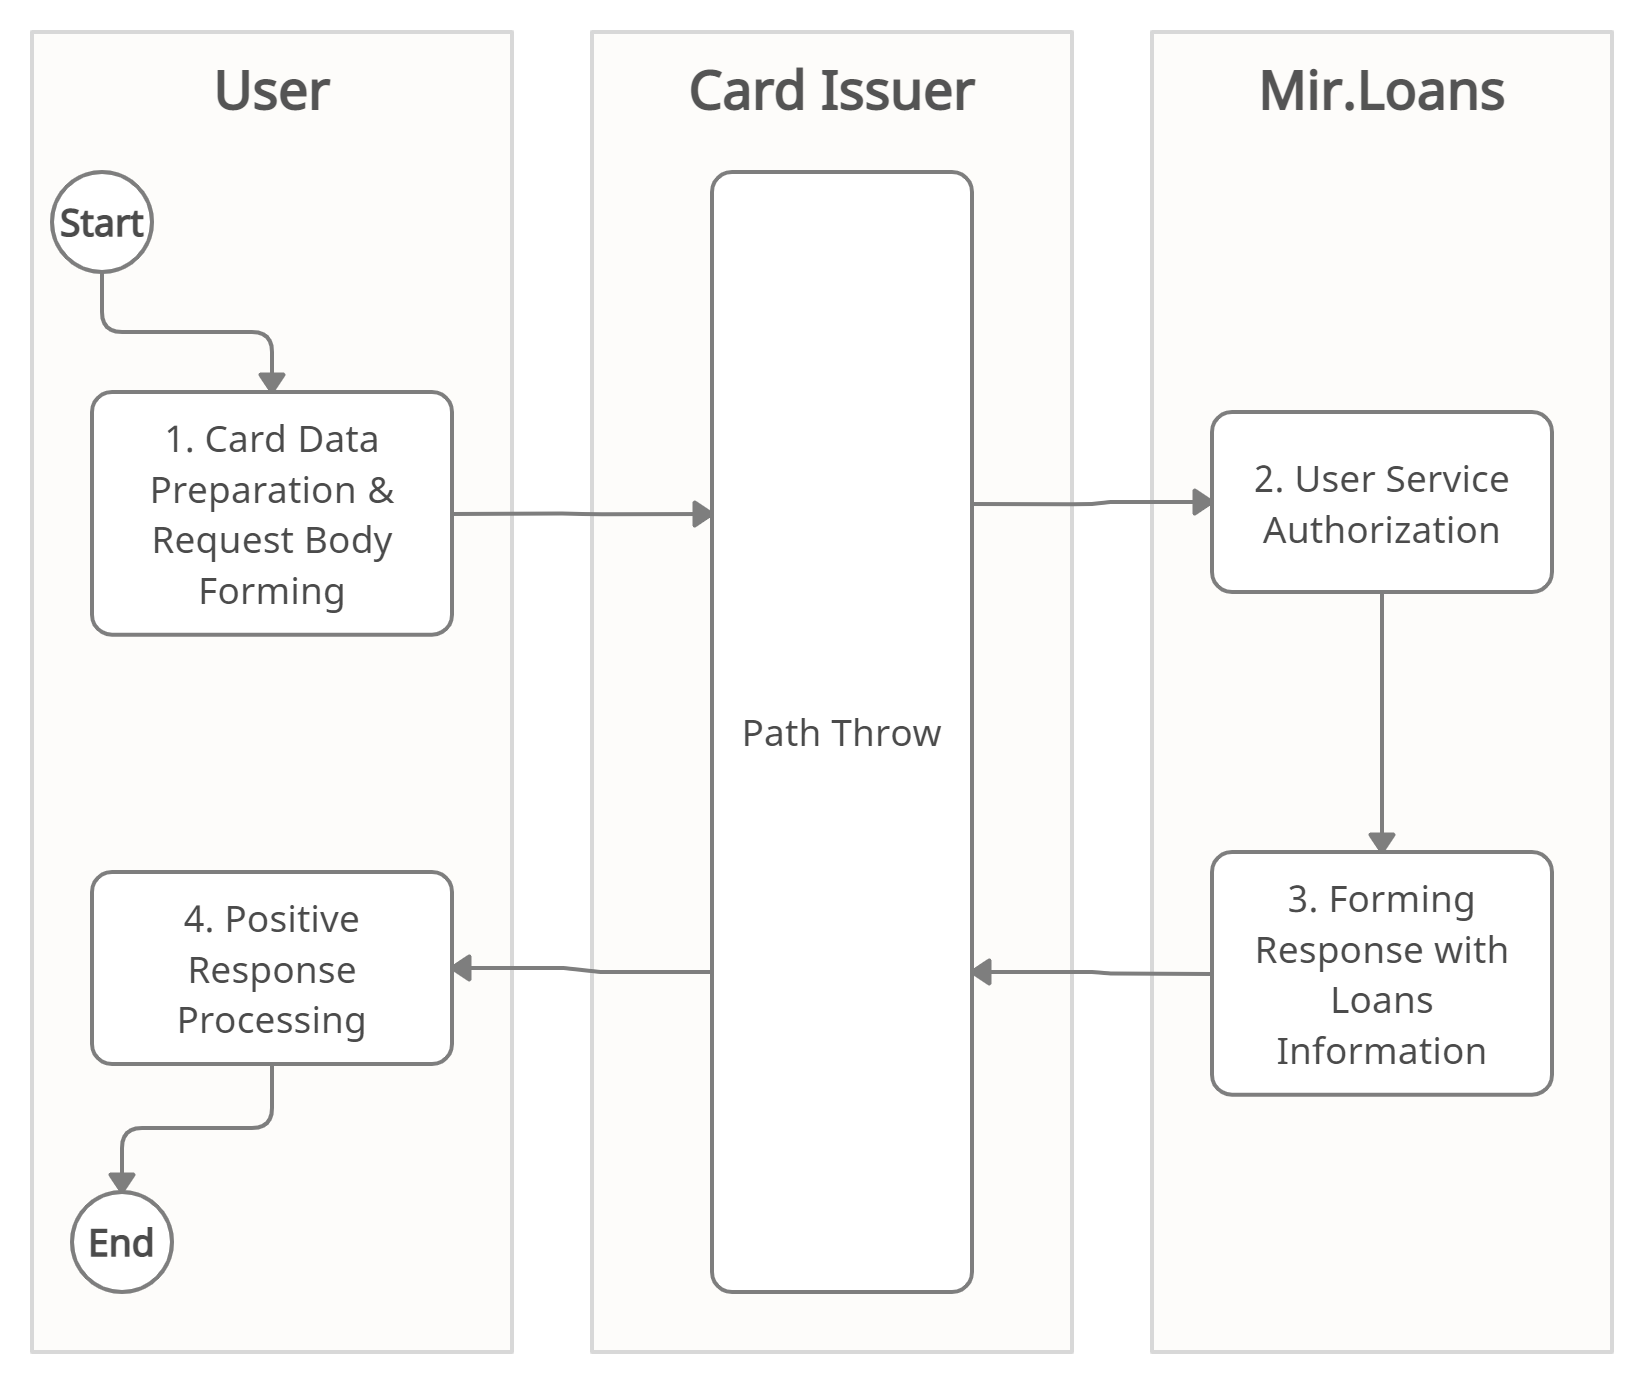 User
Card Issuer
Mir.Loans
Start
1. Card Data
Preparation &
Request Body
Forming
Path Throw
2. User Service
Authorization
3. Forming
Response with
Loans
Information
4. Positive
Response
Processing
End